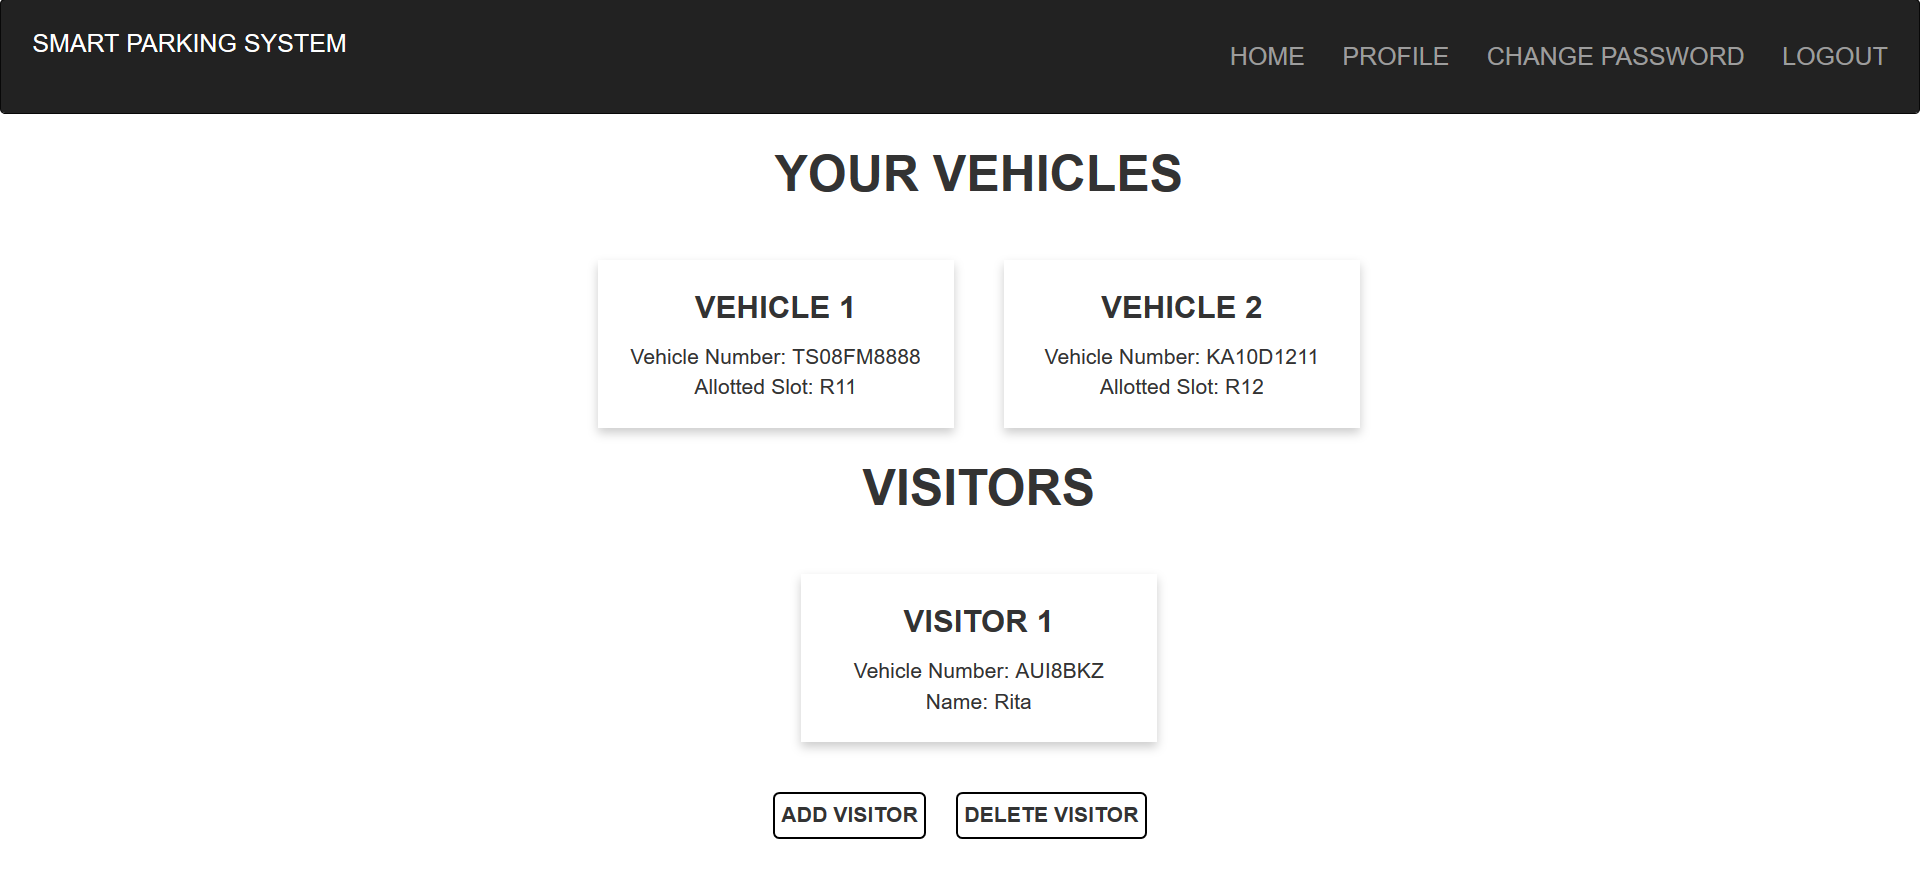 SMART PARKING SYSTEM
HOME PROFILE CHANGE PASSWORD LOGOUT
YOUR VEHICLES
VEHICLE 1
Vehicle Number: TS08FM8888
Allotted Slot: R11
VEHICLE 2
Vehicle Number: KA10D1211
Allotted Slot: R12
VISITORS
VISITOR 1
Vehicle Number: AUI8BKZ
Name: Rita
ADD VISITOR DELETE VISITOR